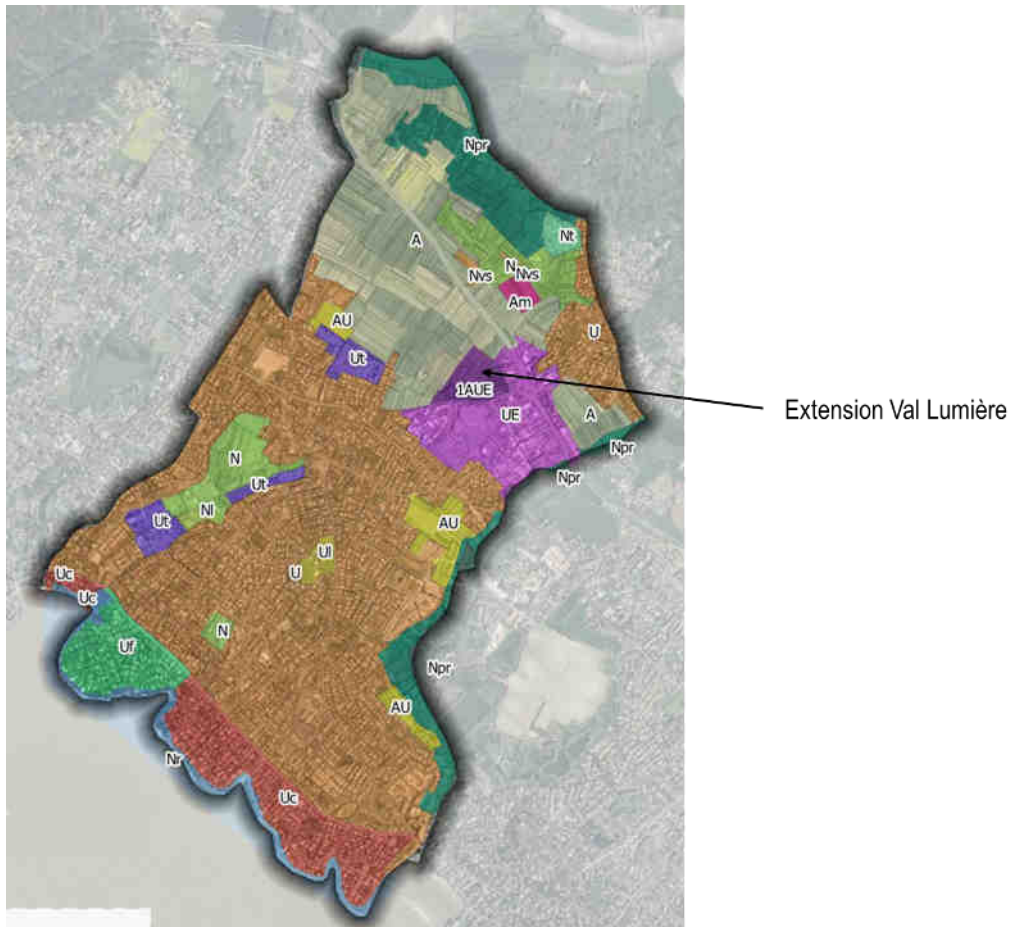 Npr
Nt
A
N
Nvs
Nvs
Am
U
AU
Ut
1AUE
Extension Val Lumière
UE
A
Npr
Npr
N
Ut
Nl
Ut
AU
Ul
U
Uc
Uc
N
Uf
Npr
AU
Nr
Uc